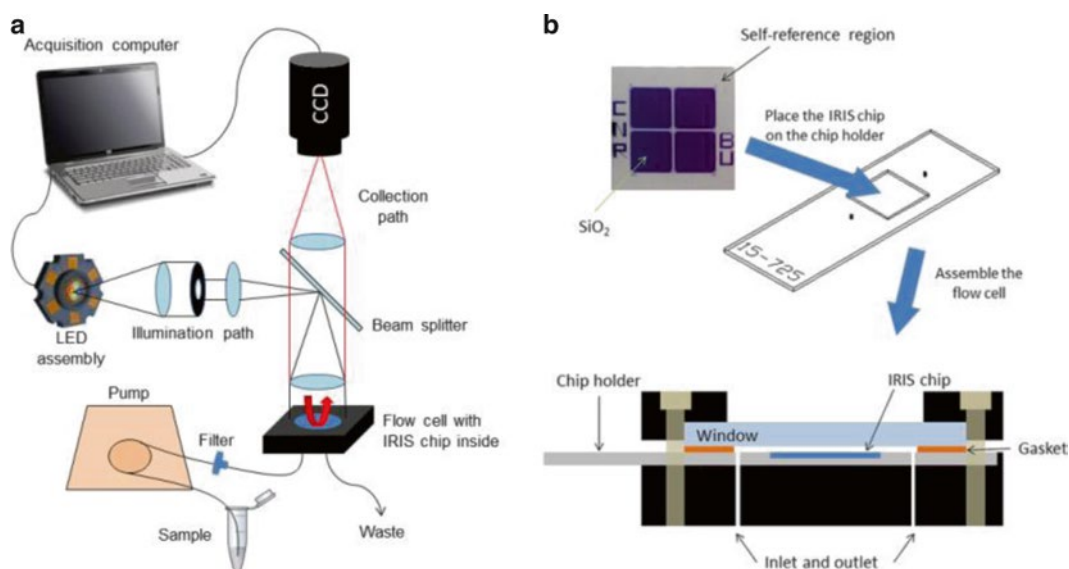 a
Acquisition computer
CCD
Collection
path
Beam splitter
LED
assembly
Illumination path
Pump
Filter
Flow cell with
IRIS chip inside
Sample
Waste
b
Self-reference region
CNP
BU
SiO₂
Place the IRIS chip
on the chip holder
15-725
Assemble the
flow cell
Chip holder
IRIS chip
Window
Gasket
Inlet and outlet